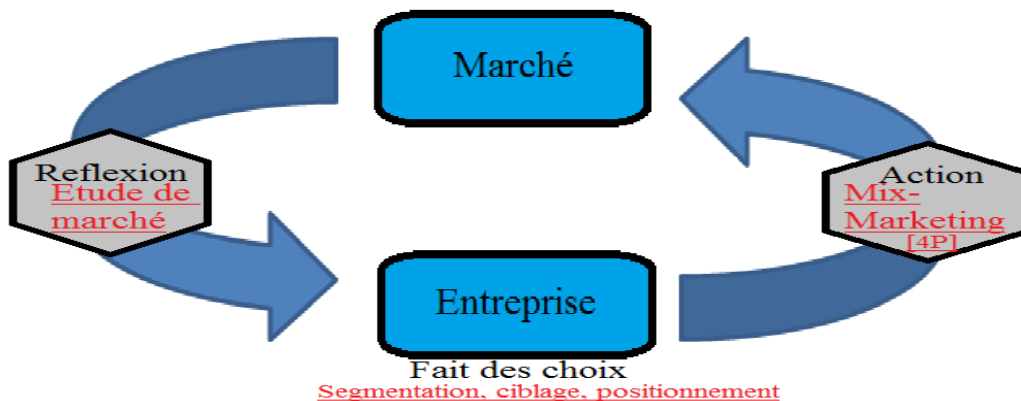 Marché
Reflexion
Etude de
marché
Action
Mix-
Marketing
[4P]
Entreprise
Fait des choix
Segmentation, ciblage, positionnement